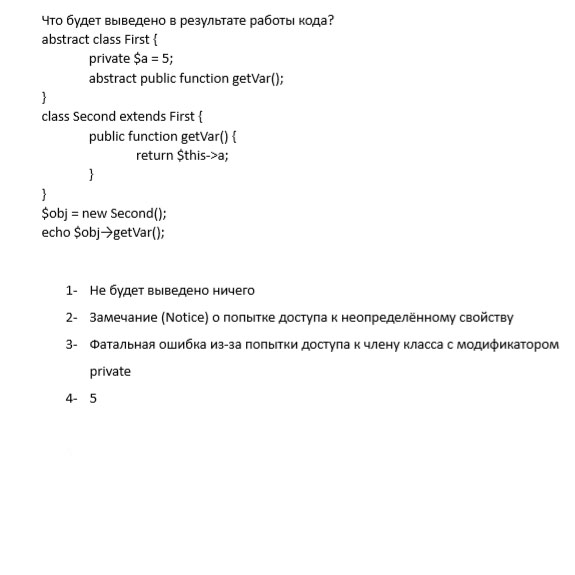 Что будет выведено в результате работы кода?
abstract class First {
private $a = 5;
abstract public function getVar();
}
class Second extends First {
public function getVar() {
return $this->a;
}
}
$obj = new Second();
echo $obj→getVar();
1- Не будет выведено ничего
2- Замечание (Notice) о попытке доступа к неопределённому свойству
3- Фатальная ошибка из-за попытки доступа к члену класса с модификатором
private
4- 5